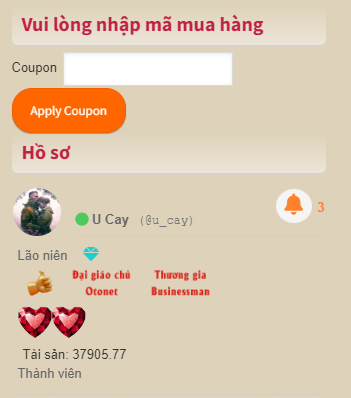 Vui lòng nhập mã mua hàng
Coupon
Apply Coupon
Hồ sơ
U Cay (@u_cay)
3
Lão niên
Đại giáo chủ Thương gia
Otonet Businessman
Tài sản: 37905.77
Thành viên